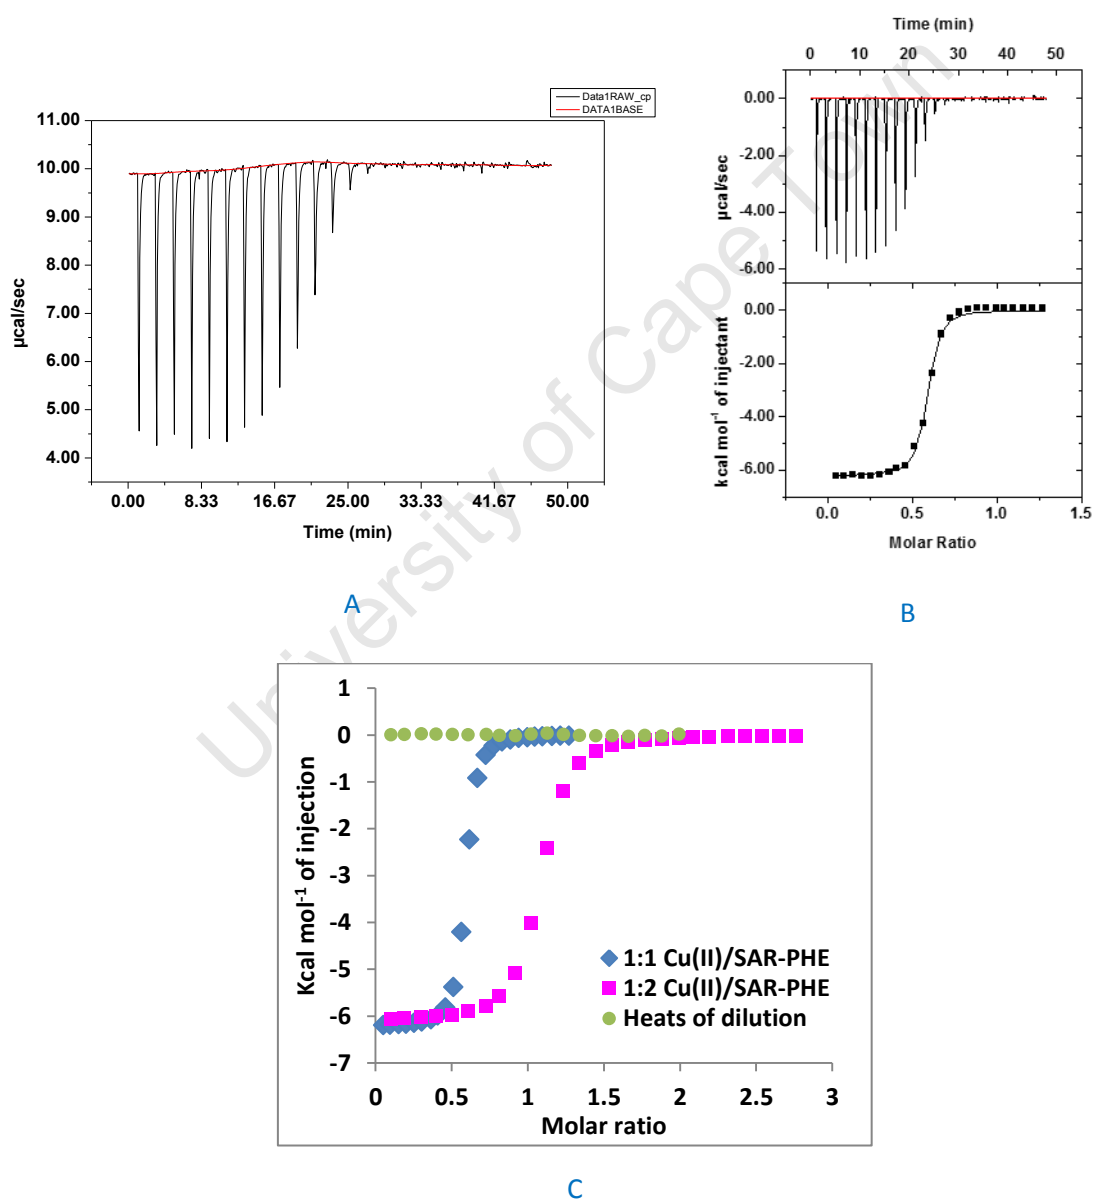 Data1RAW_cp
DATA1BASE
11.00
10.00
9.00
8.00
7.00
6.00
5.00
4.00
µcal/sec
0.00 8.33 16.67 25.00 33.33 41.67 50.00
Time (min)
A
Time (min)
0 10 20 30 40 50
0.00
-2.00
-4.00
-6.00
µcal/sec
0.00
-2.00
-4.00
-6.00
kcal mol⁻¹ of injectant
0.0 0.5 1.0 1.5
Molar Ratio
B
University of Cape Town
1
0
-1
-2
-3
-4
-5
-6
-7
Kcal mol⁻¹ of injection
1:1 Cu(II)/SAR-PHE
1:2 Cu(II)/SAR-PHE
Heats of dilution
0 0.5 1 1.5 2 2.5 3
Molar ratio
C